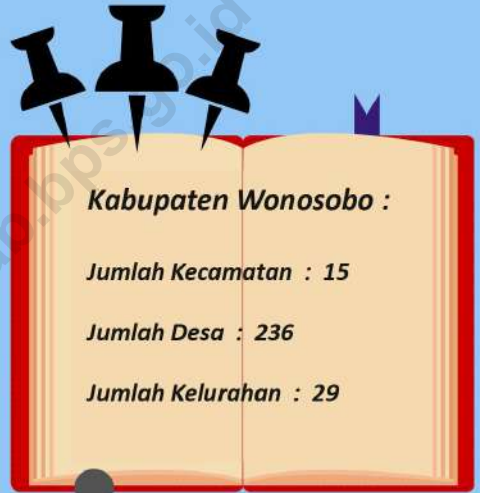 Kabupaten Wonosobo :
Jumlah Kecamatan : 15
Jumlah Desa : 236
Jumlah Kelurahan : 29